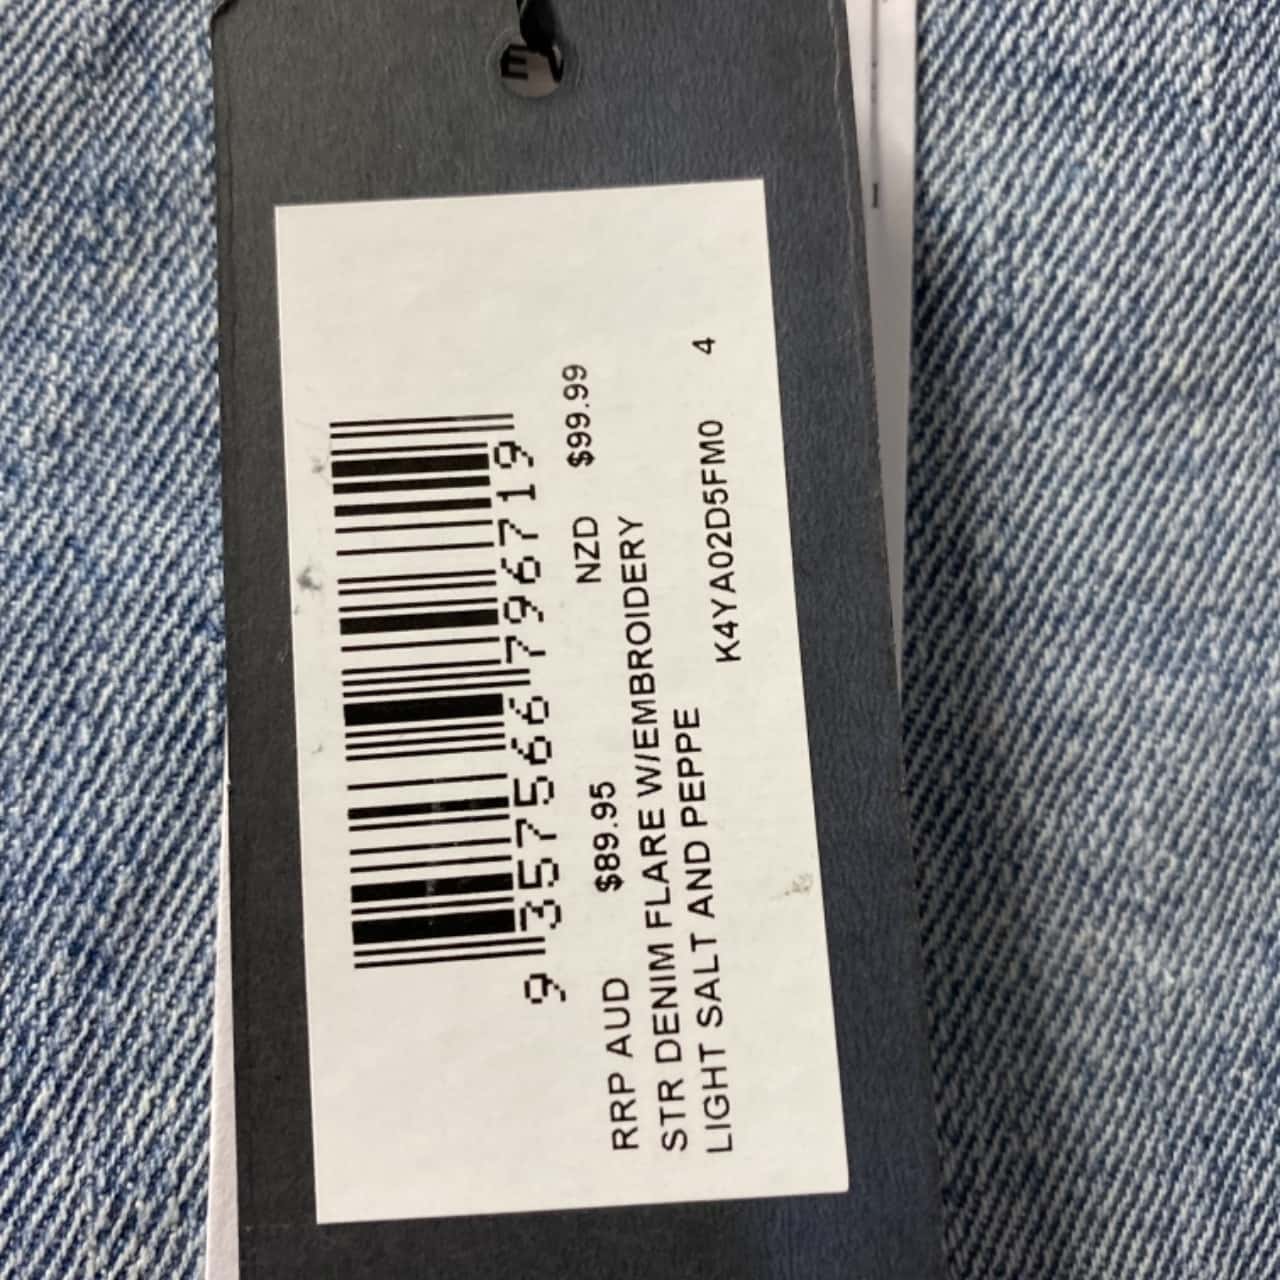 9 357566 796719
RRP AUD $89.95 NZD $99.99
STR DENIM FLARE W/EMBROIDERY
LIGHT SALT AND PEPPE
K4YA02D5FM0 4